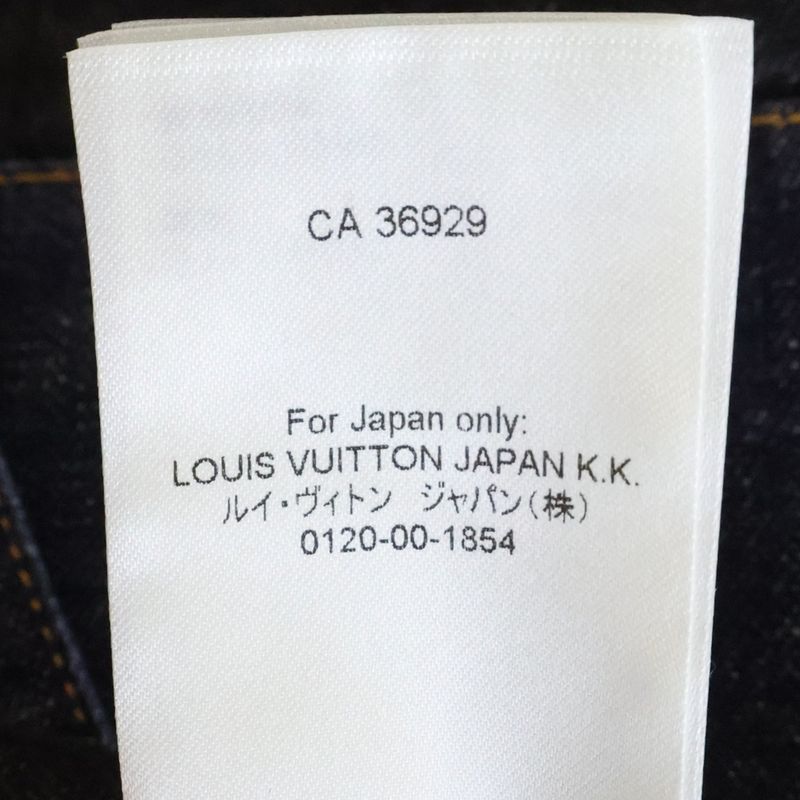 CA 36929
For Japan only:
LOUIS VUITTON JAPAN K.K.
ルイ・ヴィトン ジャパン(株)
0120-00-1854